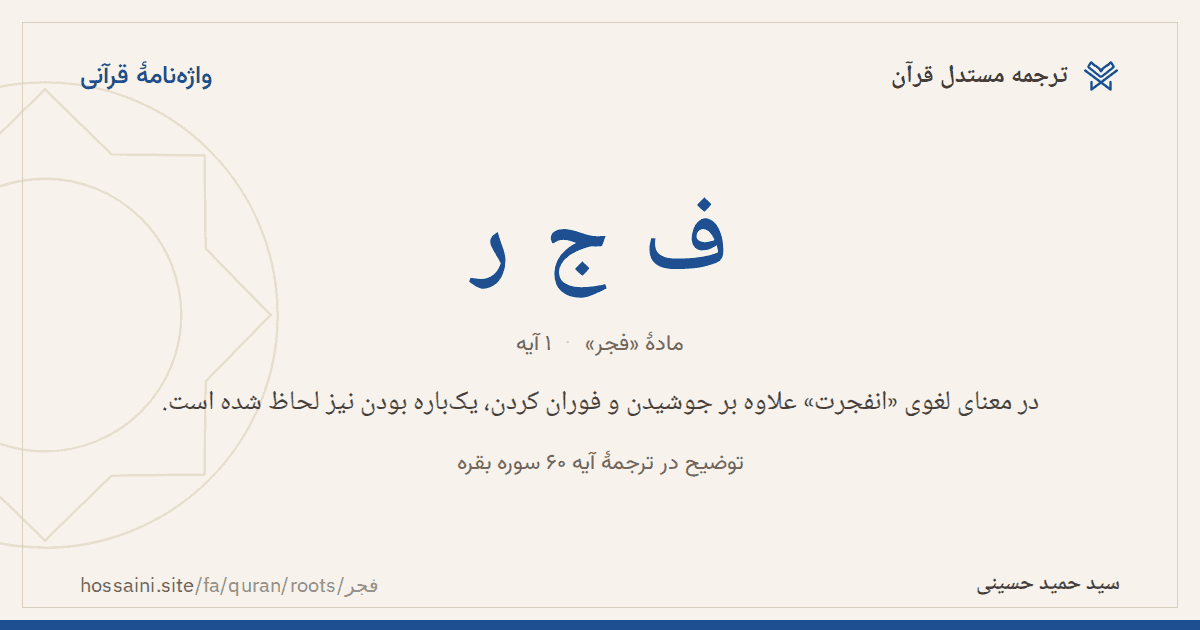 ترجمه مستدل قرآن
واژه‌نامهٔ قرآنی
ف ج ر
مادهٔ «فجر» · ۱ آیه
در معنای لغوی «انفجرت» علاوه بر جوشیدن و فوران کردن، یک‌باره بودن نیز لحاظ شده است.
توضیح در ترجمهٔ آیه ۶۰ سوره بقره
سید حمید حسینی
hossaini.site/fa/quran/roots/فجر